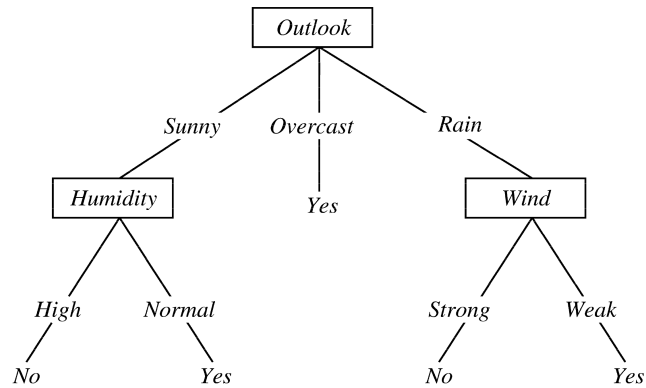 Outlook
Sunny Overcast Rain
Humidity Yes Wind
High Normal Strong Weak
No Yes No Yes